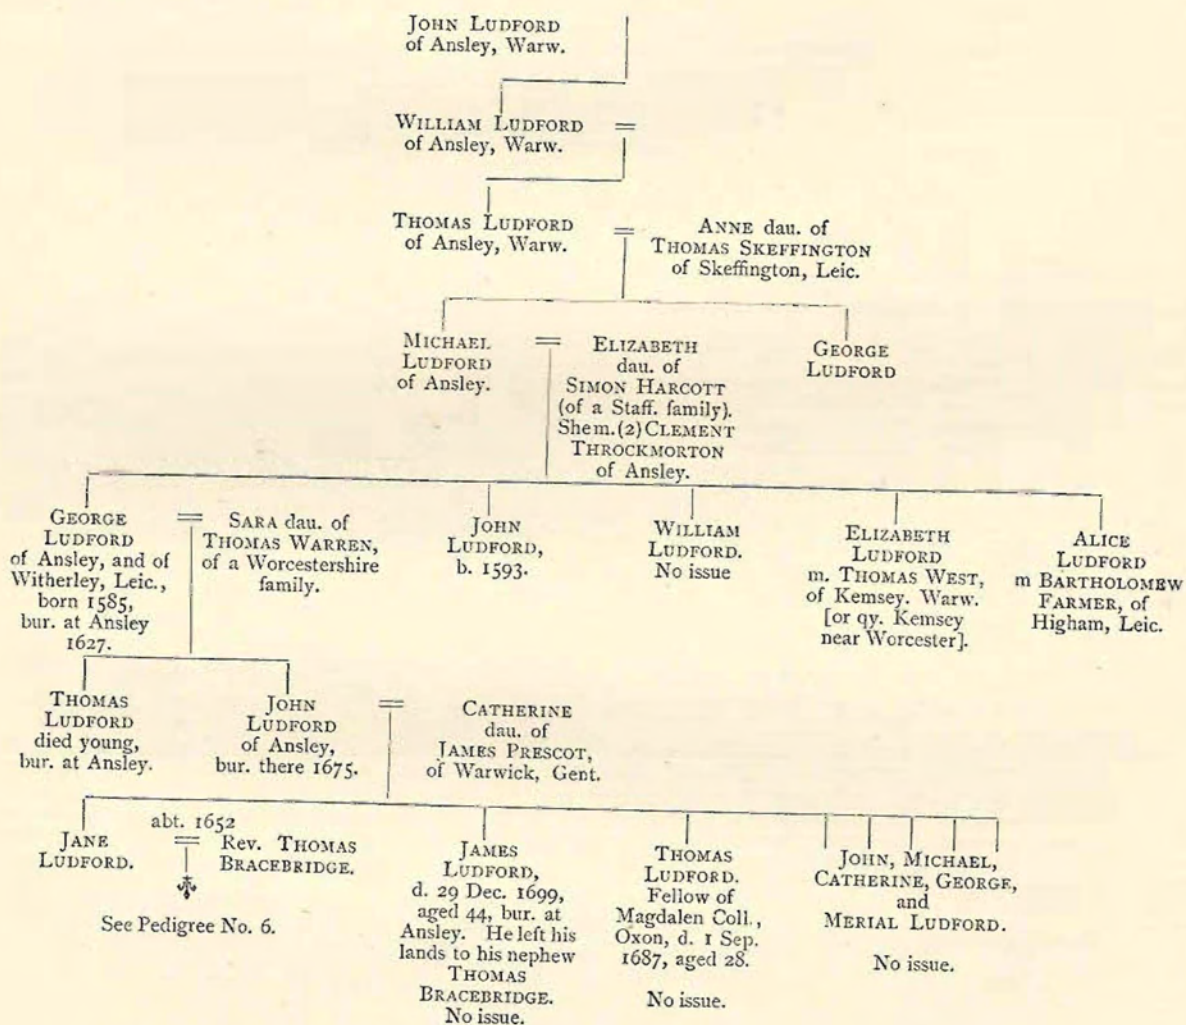 JOHN LUDFORD
of Ansley, Warw.
WILLIAM LUDFORD =
of Ansley, Warw.
THOMAS LUDFORD =
of Ansley, Warw.
ANNE dau. of
THOMAS SKEFFINGTON
of Skeffington, Leic.
MICHAEL =
LUDFORD
of Ansley.
ELIZABETH
dau. of
SIMON HARCOTT
(of a Staff. family).
She m. (2) CLEMENT
THROCKMORTON
of Ansley.
GEORGE
LUDFORD
GEORGE =
LUDFORD
of Ansley, and of
Witherley, Leic.,
born 1585,
bur. at Ansley
1627.
SARA dau. of
THOMAS WARREN,
of a Worcestershire
family.
JOHN
LUDFORD,
b. 1593.
WILLIAM
LUDFORD.
No issue
ELIZABETH
LUDFORD
m. THOMAS WEST,
of Kemsey. Warw.
[or qy. Kemsey
near Worcester].
ALICE
LUDFORD
m BARTHOLOMEW
FARMER, of
Higham, Leic.
THOMAS
LUDFORD
died young,
bur. at Ansley.
JOHN =
LUDFORD
of Ansley,
bur. there 1675.
CATHERINE
dau. of
JAMES PRESCOT,
of Warwick, Gent.
JANE
LUDFORD.
abt. 1652
=
Rev. THOMAS
BRACEBRIDGE.
See Pedigree No. 6.
JAMES
LUDFORD,
d. 29 Dec. 1699,
aged 44, bur. at
Ansley. He left his
lands to his nephew
THOMAS
BRACEBRIDGE.
No issue.
THOMAS
LUDFORD.
Fellow of
Magdalen Coll.,
Oxon, d. 1 Sep.
1687, aged 28.
No issue.
JOHN, MICHAEL,
CATHERINE, GEORGE,
and
MERIAL LUDFORD.
No issue.